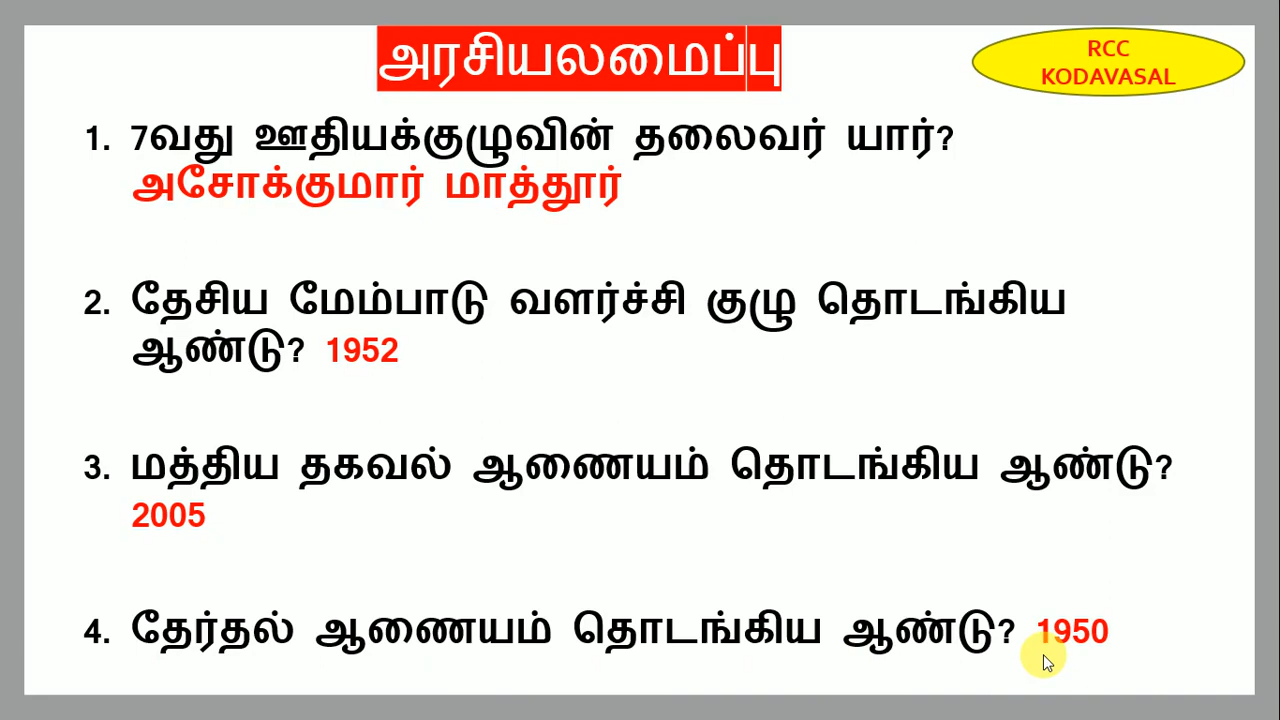 அரசியலமைப்பு
RCC
KODAVASAL
1. 7வது ஊதியக்குழுவின் தலைவர் யார்?
அசோக்குமார் மாத்தூர்
2. தேசிய மேம்பாடு வளர்ச்சி குழு தொடங்கிய
ஆண்டு? 1952
3. மத்திய தகவல் ஆணையம் தொடங்கிய ஆண்டு?
2005
4. தேர்தல் ஆணையம் தொடங்கிய ஆண்டு? 1950